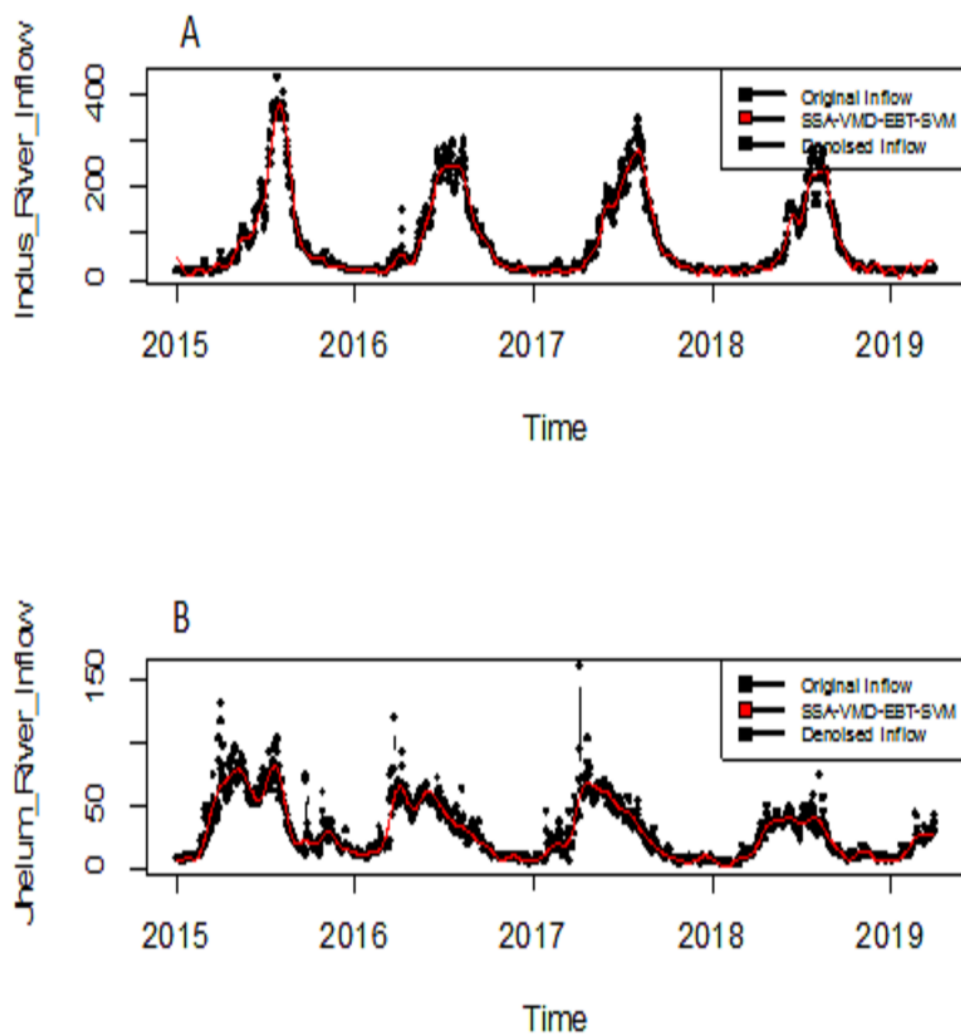 A
Indus_River_Inflow
400
200
0
Original Inflow
SSA-VMD-EBT-SVM
Denoised Inflow
2015 2016 2017 2018 2019
Time
B
Jhelum_River_Inflow
150
50
0
Original Inflow
SSA-VMD-EBT-SVM
Denoised Inflow
2015 2016 2017 2018 2019
Time